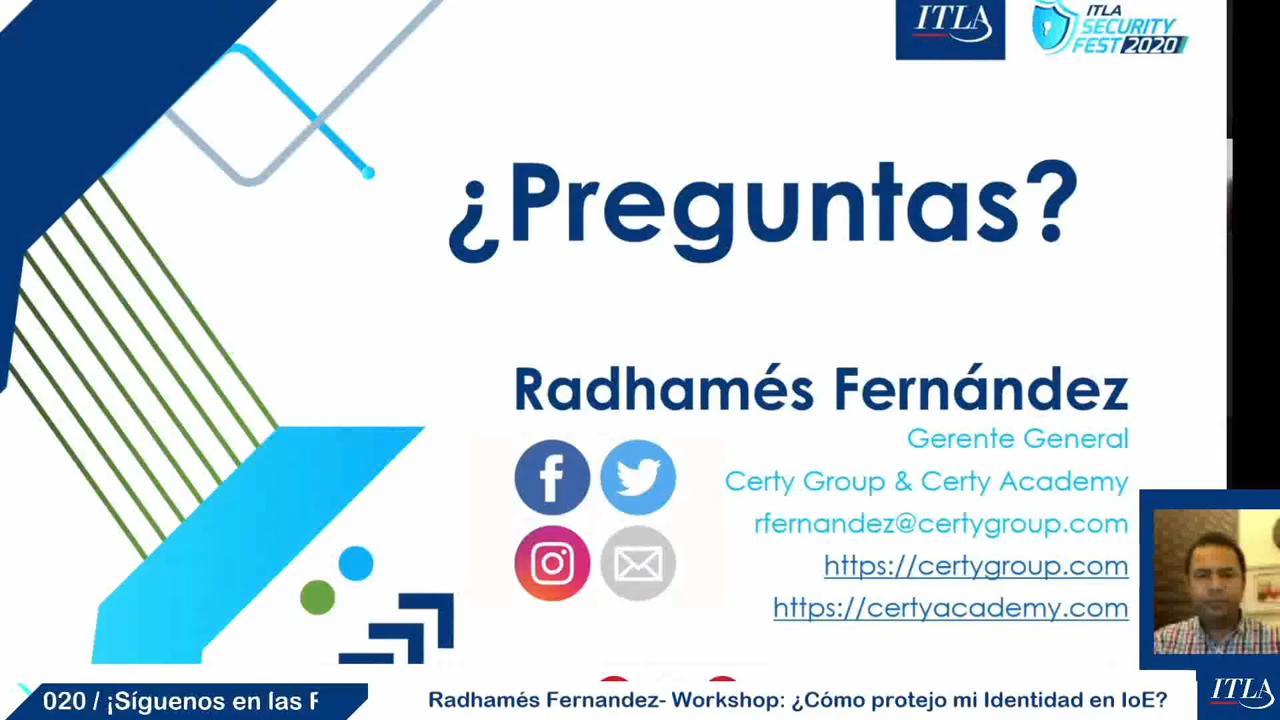 ITLA
ITLA
SECURITY
FEST 2020
¿Preguntas?
Radhamés Fernández
Gerente General
Certy Group & Certy Academy
rfernandez@certygroup.com
https://certygroup.com
https://certyacademy.com
020 / ¡Síguenos en las
Radhamés Fernandez- Workshop: ¿Cómo protejo mi Identidad en IoE?
ITLA